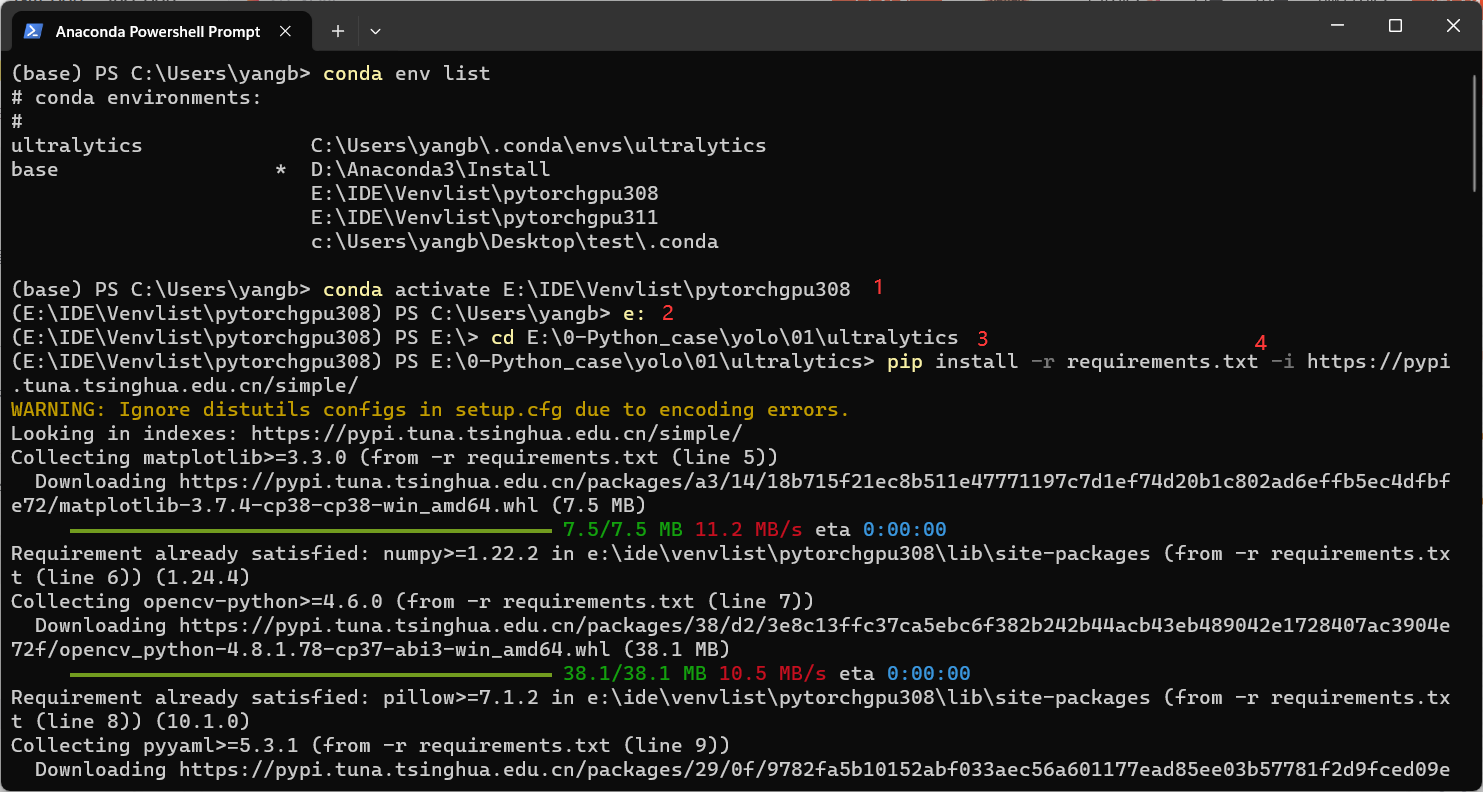 Anaconda Powershell Prompt
(base) PS C:\Users\yangb> conda env list
# conda environments:
#
ultralytics              C:\Users\yangb\.conda\envs\ultralytics
base                  *  D:\Anaconda3\Install
                         E:\IDE\Venvlist\pytorchgpu308
                         E:\IDE\Venvlist\pytorchgpu311
                         c:\Users\yangb\Desktop\test\.conda
(base) PS C:\Users\yangb> conda activate E:\IDE\Venvlist\pytorchgpu308 1
(E:\IDE\Venvlist\pytorchgpu308) PS C:\Users\yangb> e: 2
(E:\IDE\Venvlist\pytorchgpu308) PS E:\> cd E:\0-Python_case\yolo\01\ultralytics 3
4
(E:\IDE\Venvlist\pytorchgpu308) PS E:\0-Python_case\yolo\01\ultralytics> pip install -r requirements.txt -i https://pypi
.tuna.tsinghua.edu.cn/simple/
WARNING: Ignore distutils configs in setup.cfg due to encoding errors.
Looking in indexes: https://pypi.tuna.tsinghua.edu.cn/simple/
Collecting matplotlib>=3.3.0 (from -r requirements.txt (line 5))
  Downloading https://pypi.tuna.tsinghua.edu.cn/packages/a3/14/18b715f21ec8b511e47771197c7d1ef74d20b1c802ad6effb5ec4dfbf
e72/matplotlib-3.7.4-cp38-cp38-win_amd64.whl (7.5 MB)
7.5/7.5 MB 11.2 MB/s eta 0:00:00
Requirement already satisfied: numpy>=1.22.2 in e:\ide\venvlist\pytorchgpu308\lib\site-packages (from -r requirements.tx
t (line 6)) (1.24.4)
Collecting opencv-python>=4.6.0 (from -r requirements.txt (line 7))
  Downloading https://pypi.tuna.tsinghua.edu.cn/packages/38/d2/3e8c13ffc37ca5ebc6f382b242b44acb43eb489042e1728407ac3904e
72f/opencv_python-4.8.1.78-cp37-abi3-win_amd64.whl (38.1 MB)
38.1/38.1 MB 10.5 MB/s eta 0:00:00
Requirement already satisfied: pillow>=7.1.2 in e:\ide\venvlist\pytorchgpu308\lib\site-packages (from -r requirements.tx
t (line 8)) (10.1.0)
Collecting pyyaml>=5.3.1 (from -r requirements.txt (line 9))
  Downloading https://pypi.tuna.tsinghua.edu.cn/packages/29/0f/9782fa5b10152abf033aec56a601177ead85ee03b57781f2d9fced09e